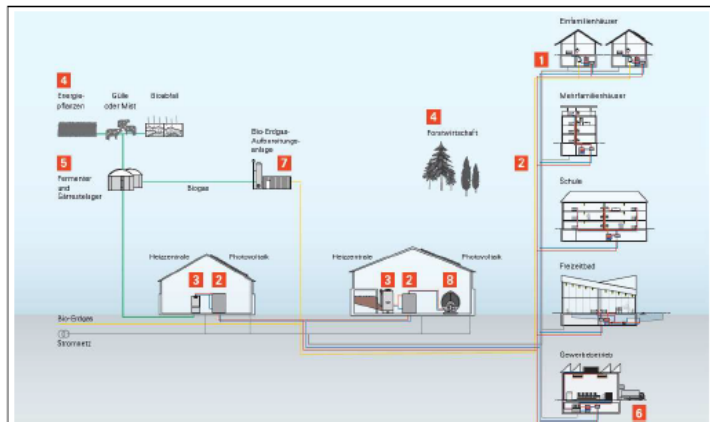 Einfamilienhäuser
1
4
Energie-
pflanzen
Gülle
oder Mist
Bioabfall
Mehrfamilienhäuser
4
Forstwirtschaft
Bio-Erdgas-
Aufbereitungs-
anlage
7
2
5
Fermenter
und
Gärrestelager
Biogas
Schule
Heizzentrale
Photovoltaik
3
2
Heizzentrale
Photovoltaik
3
2
8
Freizeitbad
Bio-Erdgas
Stromnetz
Gewerbebetrieb
6